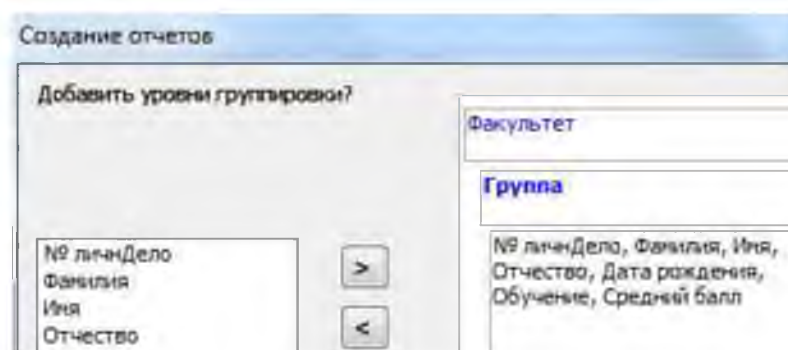 Создание отчетов
Добавить уровни группировки?
Факультет
Группа
№ личнДело
Фамилия
Имя
Отчество
>
<
№ личнДело, Фамилия, Имя,
Отчество, Дата рождения,
Обучение, Средний балл